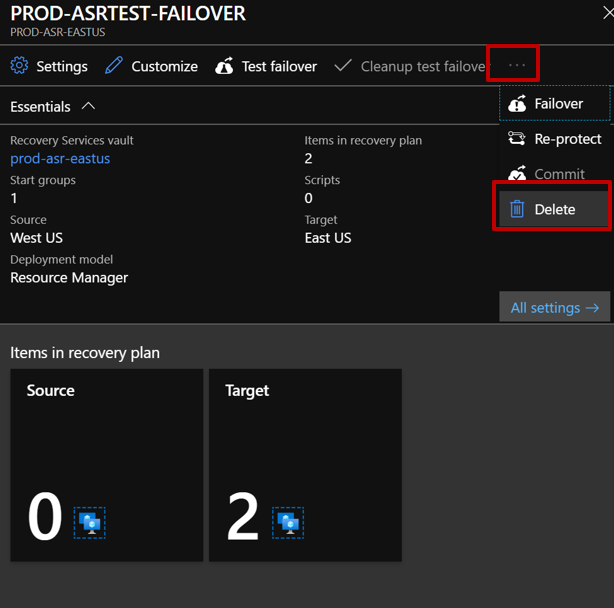 PROD-ASRTEST-FAILOVER
PROD-ASR-EASTUS
Settings Customize Test failover Cleanup test failove ...
Essentials
Failover
Re-protect
Commit
Delete
Recovery Services vault
prod-asr-eastus
Items in recovery plan
2
Start groups
1
Scripts
0
Source
West US
Target
East US
Deployment model
Resource Manager
All settings →
Items in recovery plan
Source
0
Target
2